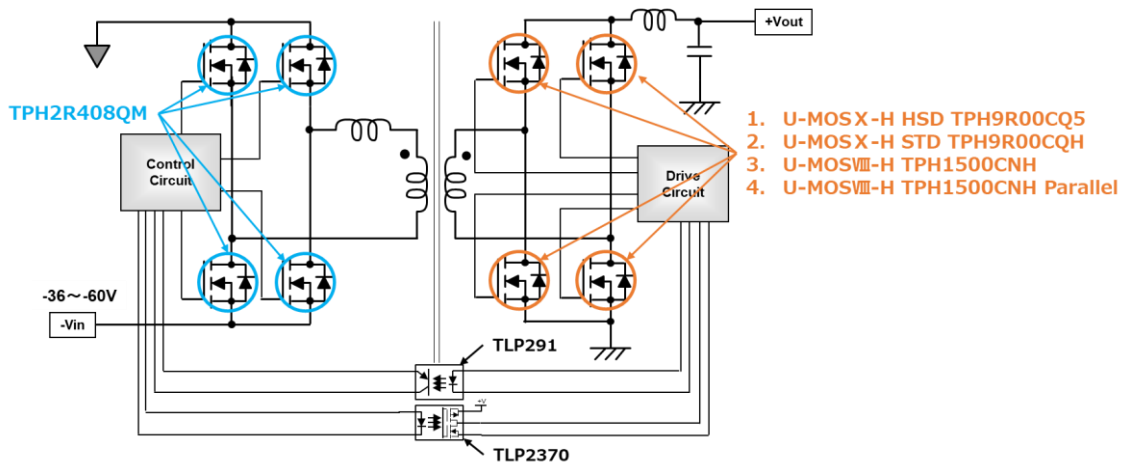 +Vout
TPH2R408QM
1. U-MOSⅩ-H HSD TPH9R00CQ5
2. U-MOSⅩ-H STD TPH9R00CQH
3. U-MOSⅧ-H TPH1500CNH
4. U-MOSⅧ-H TPH1500CNH Parallel
Control
Circuit
Drive
Circuit
-36～-60V
-Vin
TLP291
+V
TLP2370